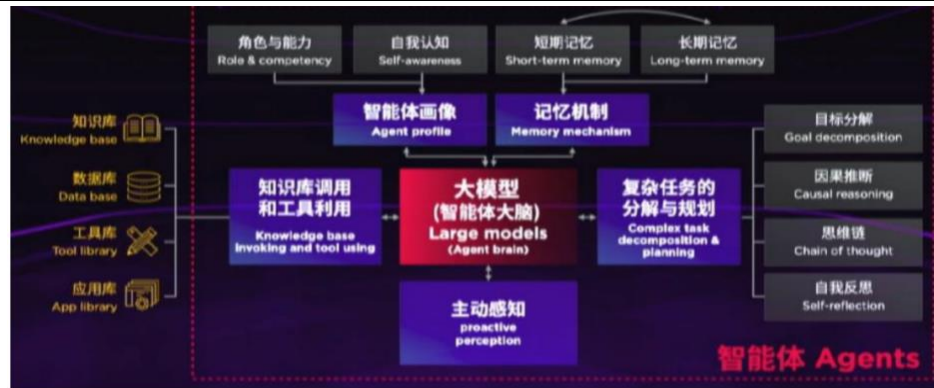 角色与能力
Role & competency
自我认知
Self-awareness
短期记忆
Short-term memory
长期记忆
Long-term memory
智能体画像
Agent profile
记忆机制
Memory mechanism
知识库
Knowledge base
数据库
Data base
工具库
Tool library
应用库
App library
知识库调用
和工具利用
Knowledge base
invoking and tool using
大模型
(智能体大脑)
Large models
(Agent brain)
复杂任务的
分解与规划
Complex task
decomposition &
planning
目标分解
Goal decomposition
因果推断
Causal reasoning
思维链
Chain of thought
自我反思
Self-reflection
主动感知
proactive
perception
智能体 Agents